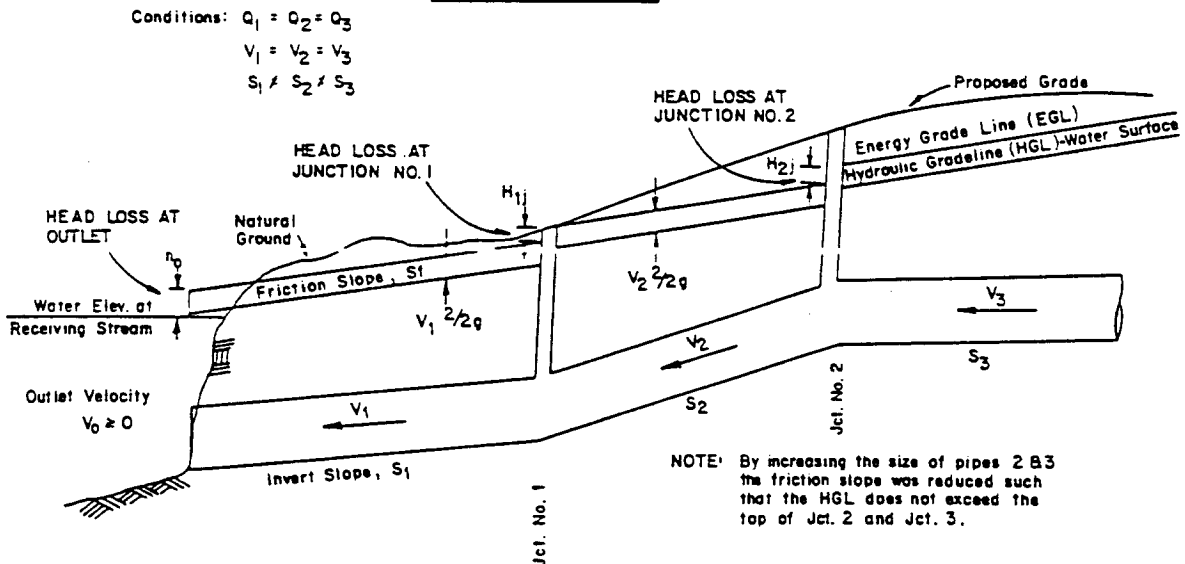 Conditions: Q1 = Q2 = Q3
V1 = V2 = V3
S1 ≠ S2 ≠ S3
Proposed Grade
HEAD LOSS AT
JUNCTION NO. 2
Energy Grade Line (EGL)
Hydraulic Gradeline (HGL)-Water Surface
H2j
HEAD LOSS AT
JUNCTION NO. 1
H1j
HEAD LOSS AT
OUTLET
Natural
Ground
Friction Slope, Sf
Water Elev. at
Receiving Stream
V1 2/2g
V2 2/2g
V3
V2
S3
Outlet Velocity
V0 ≥ 0
V1
S2
Jct. No. 2
Invert Slope, S1
Jct. No. 1
NOTE: By increasing the size of pipes 2 & 3
the friction slope was reduced such
that the HGL does not exceed the
top of Jct. 2 and Jct. 3.